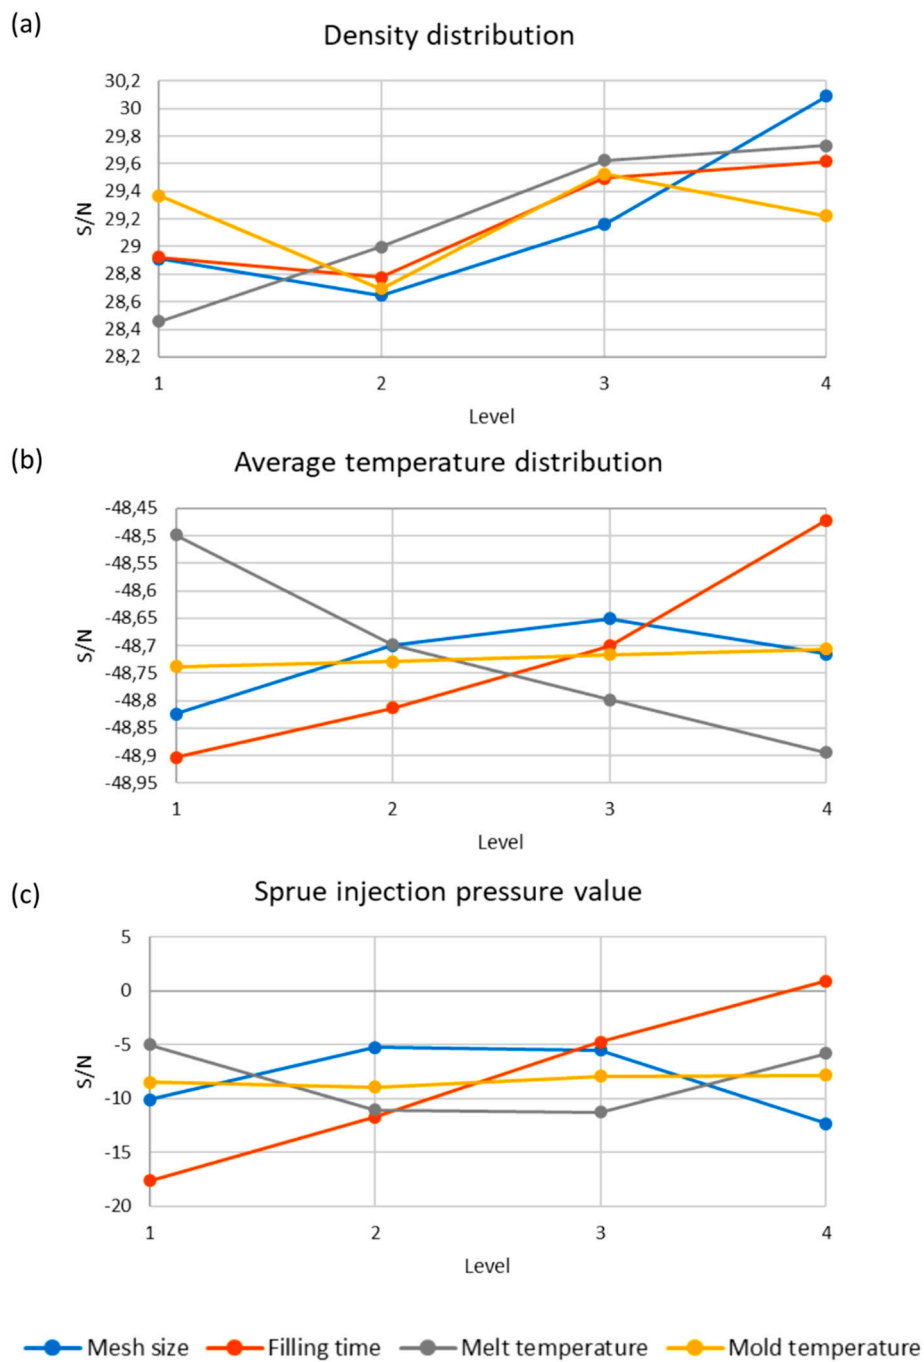 (a)
Density distribution
30,2
30
29,8
29,6
29,4
29,2
29
28,8
28,6
28,4
28,2
S/N
1 2 3 4
Level
(b)
Average temperature distribution
-48,45
-48,5
-48,55
-48,6
-48,65
-48,7
-48,75
-48,8
-48,85
-48,9
-48,95
S/N
1 2 3 4
Level
(c)
Sprue injection pressure value
5
0
-5
-10
-15
-20
S/N
1 2 3 4
Level
Mesh size Filling time Melt temperature Mold temperature